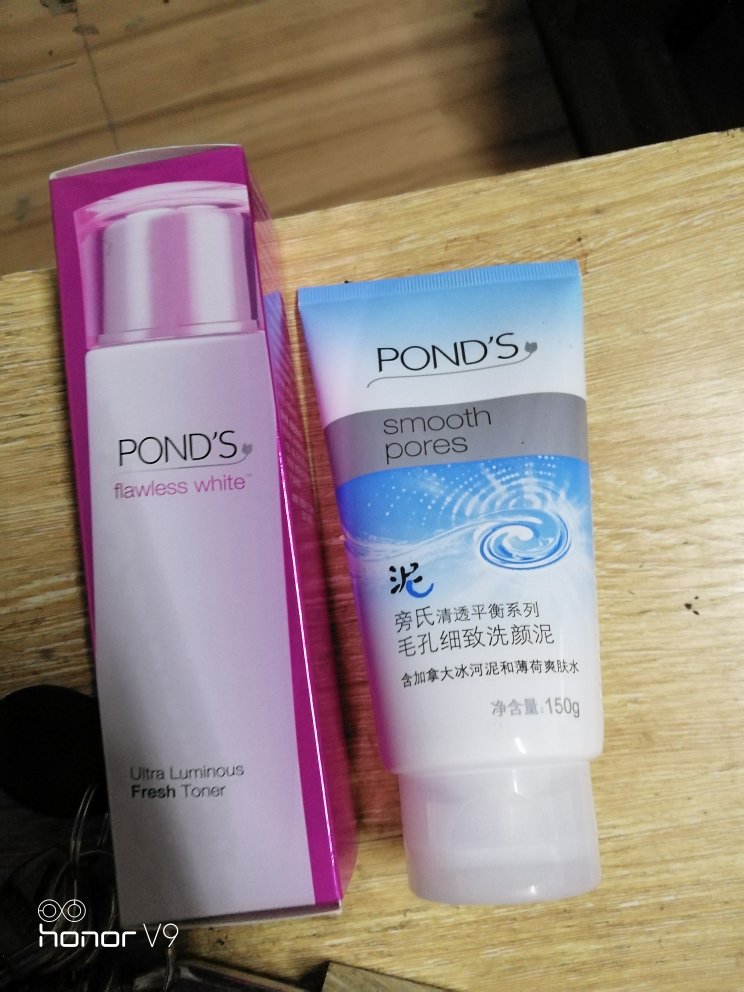 POND'S
flawless white™
Ultra Luminous
Fresh Toner
POND'S
smooth
pores
泥
旁氏清透平衡系列
毛孔细致洗颜泥
含加拿大冰河泥和薄荷爽肤水
净含量:150g
honor V9